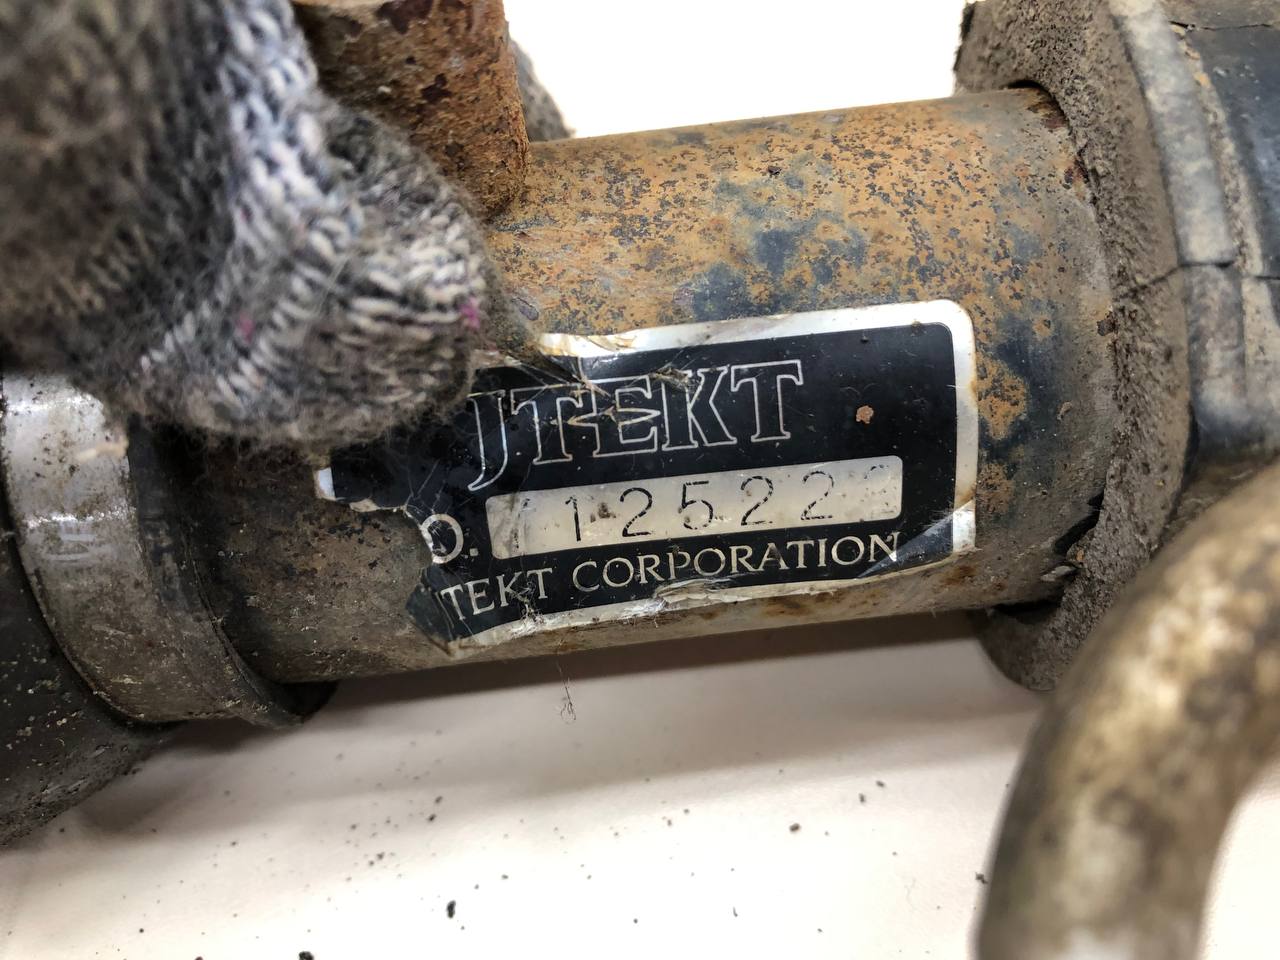 JTEKT
O. 12522
TEKT CORPORATION